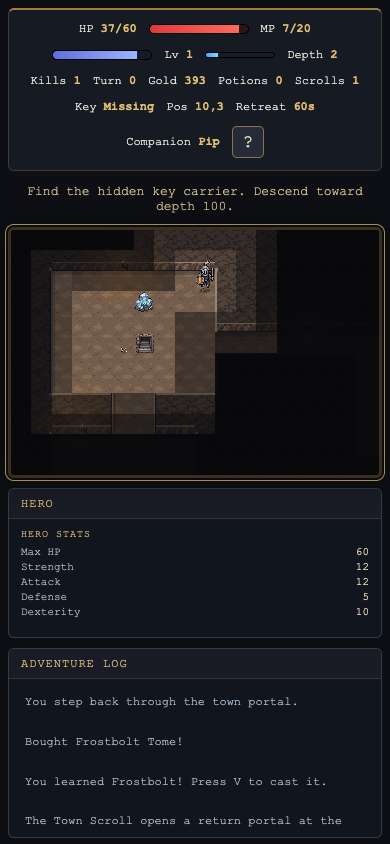 HP 37/60 MP 7/20
Lv 1 Depth 2
Kills 1 Turn 0 Gold 393 Potions 0 Scrolls 1
Key Missing Pos 10,3 Retreat 60s
Companion Pip ?
Find the hidden key carrier. Descend toward
depth 100.
HERO
HERO STATS
Max HP 60
Strength 12
Attack 12
Defense 5
Dexterity 10
ADVENTURE LOG
You step back through the town portal.
Bought Frostbolt Tome!
You learned Frostbolt! Press V to cast it.
The Town Scroll opens a return portal at the